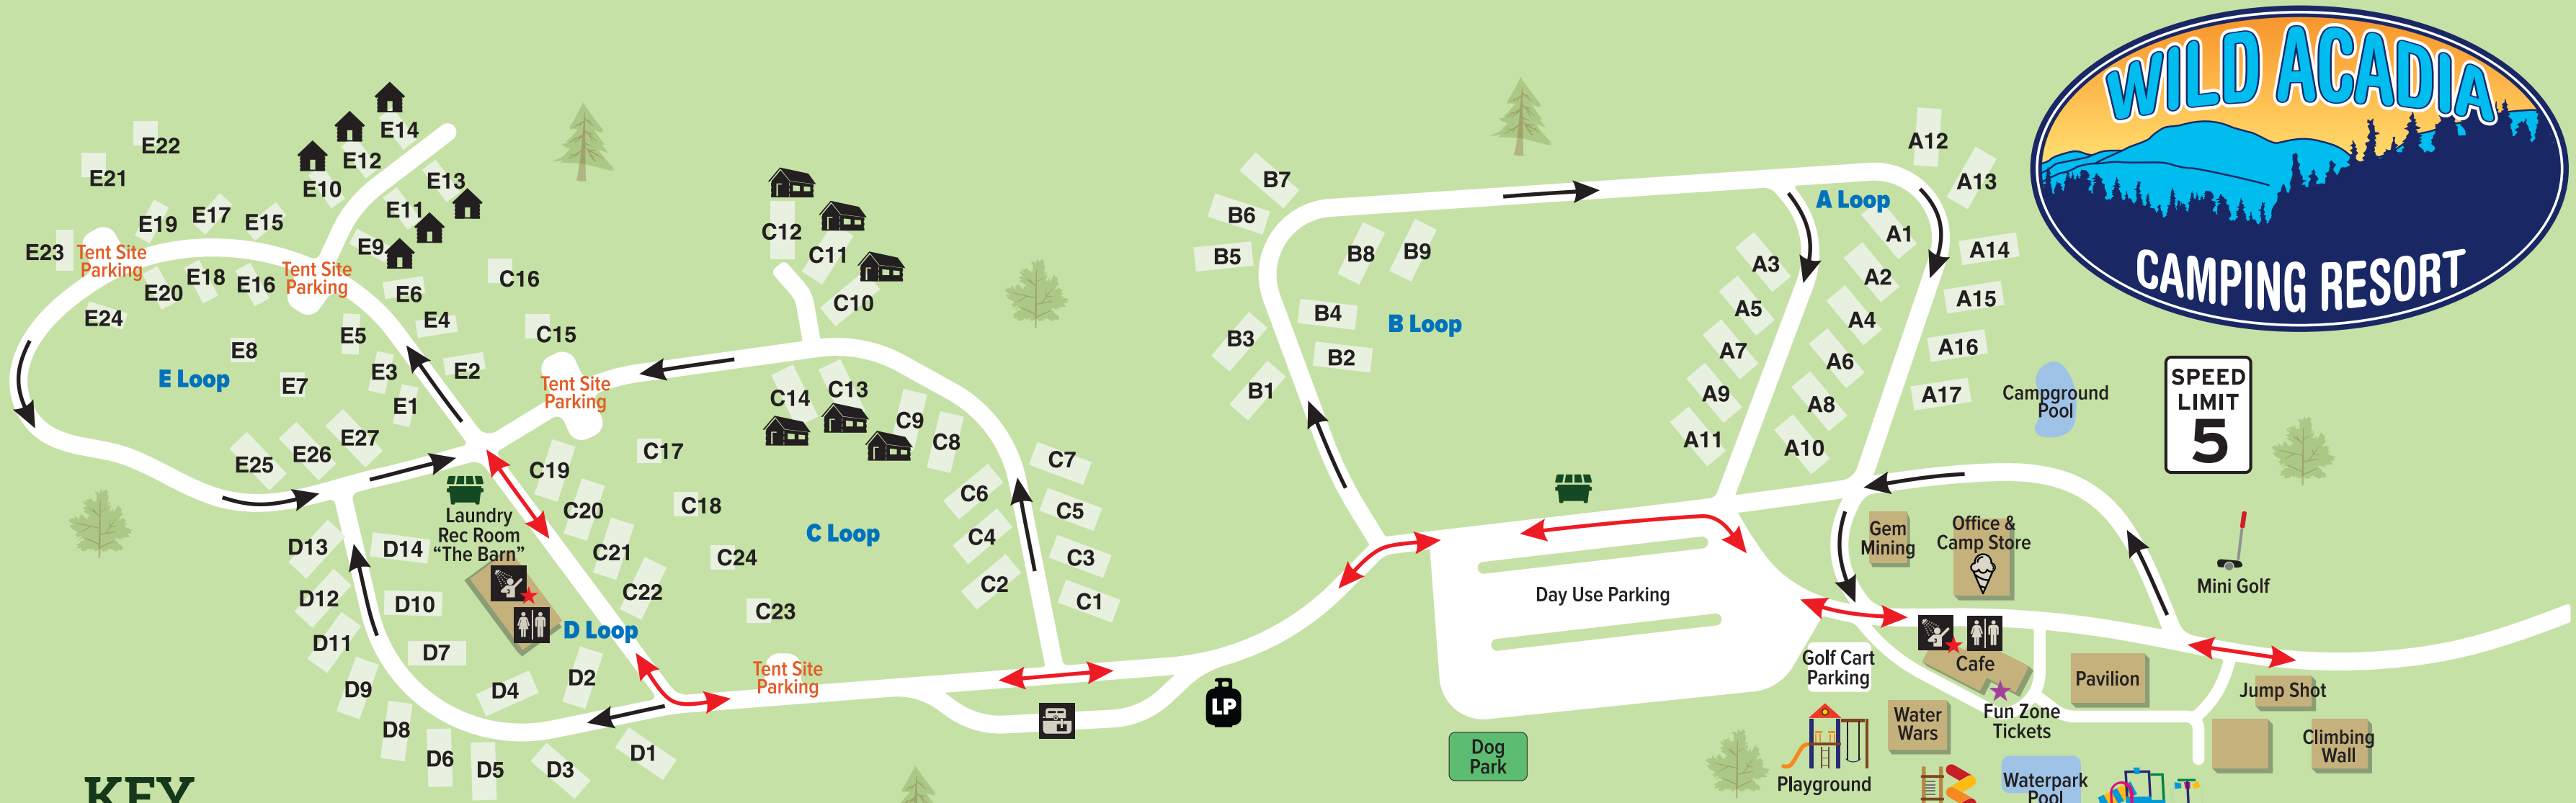 WILD ACADIA
CAMPING RESORT
SPEED
LIMIT
5
E14
E22
E12
E21
E10
E13
E11
E19
E17
E15
E9
E23
Tent Site
Parking
Tent Site
Parking
E20
E18
E16
E6
E24
E4
E5
E8
E3
E2
E Loop
E7
E1
E27
E26
E25
C16
C15
Tent Site
Parking
C12
C11
C10
C14
C13
C9
C8
C7
C6
C5
C4
C3
C2
C1
C17
C18
C19
C20
C21
C22
C24
C23
C Loop
Laundry
Rec Room
“The Barn”
D13
D14
D12
D10
D11
D7
D9
D4
D2
D8
D6
D5
D3
D1
D Loop
Tent Site
Parking
LP
B7
B6
B5
B8
B9
B4
B3
B2
B1
B Loop
A Loop
A12
A13
A1
A14
A3
A2
A15
A5
A4
A16
A7
A6
A17
A9
A8
A11
A10
Campground
Pool
Gem
Mining
Office &
Camp Store
Mini Golf
Day Use Parking
Golf Cart
Parking
Cafe
Pavilion
Jump Shot
Fun Zone
Tickets
Water
Wars
Climbing
Wall
Dog
Park
Playground
Waterpark
Pool
KEY